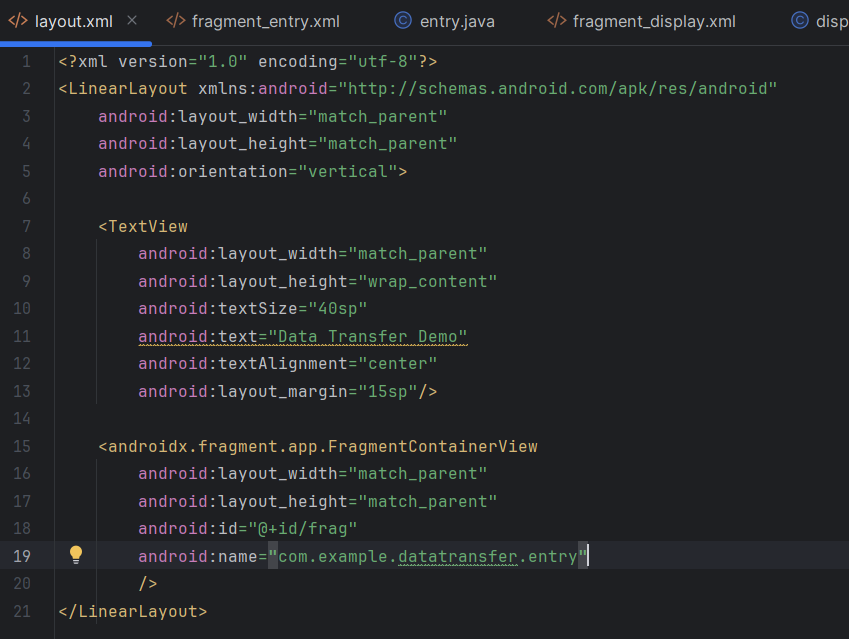 layout.xml × fragment_entry.xml entry.java fragment_display.xml disp
1 <?xml version="1.0" encoding="utf-8"?>
2 <LinearLayout xmlns:android="http://schemas.android.com/apk/res/android"
3 android:layout_width="match_parent"
4 android:layout_height="match_parent"
5 android:orientation="vertical">
6
7 <TextView
8 android:layout_width="match_parent"
9 android:layout_height="wrap_content"
10 android:textSize="40sp"
11 android:text="Data Transfer Demo"
12 android:textAlignment="center"
13 android:layout_margin="15sp"/>
14
15 <androidx.fragment.app.FragmentContainerView
16 android:layout_width="match_parent"
17 android:layout_height="match_parent"
18 android:id="@+id/frag"
19 android:name="com.example.datatransfer.entry"
20 />
21 </LinearLayout>